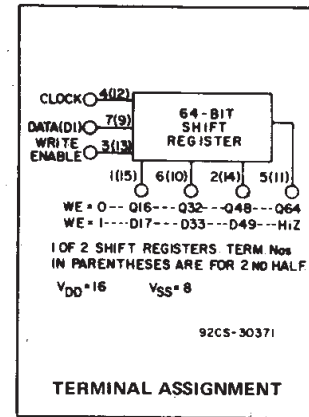 CLOCK 4(12)
DATA(D1) 7(9)
WRITE
ENABLE 3(13)
64-BIT
SHIFT
REGISTER
1(15) 6(10) 2(14) 5(11)
WE = 0---Q16---Q32---Q48---Q64
WE = 1----D17---D33---D49---HiZ
1 OF 2 SHIFT REGISTERS. TERM. Nos
IN PARENTHESES ARE FOR 2 ND HALF
VDD=16 VSS=8
92CS-30371
TERMINAL ASSIGNMENT